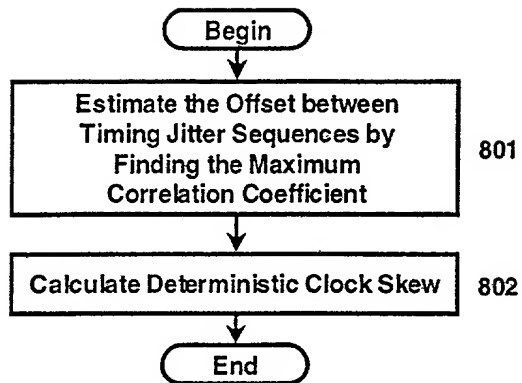 Begin
Estimate the Offset between
Timing Jitter Sequences by
Finding the Maximum
Correlation Coefficient
801
Calculate Deterministic Clock Skew
802
End